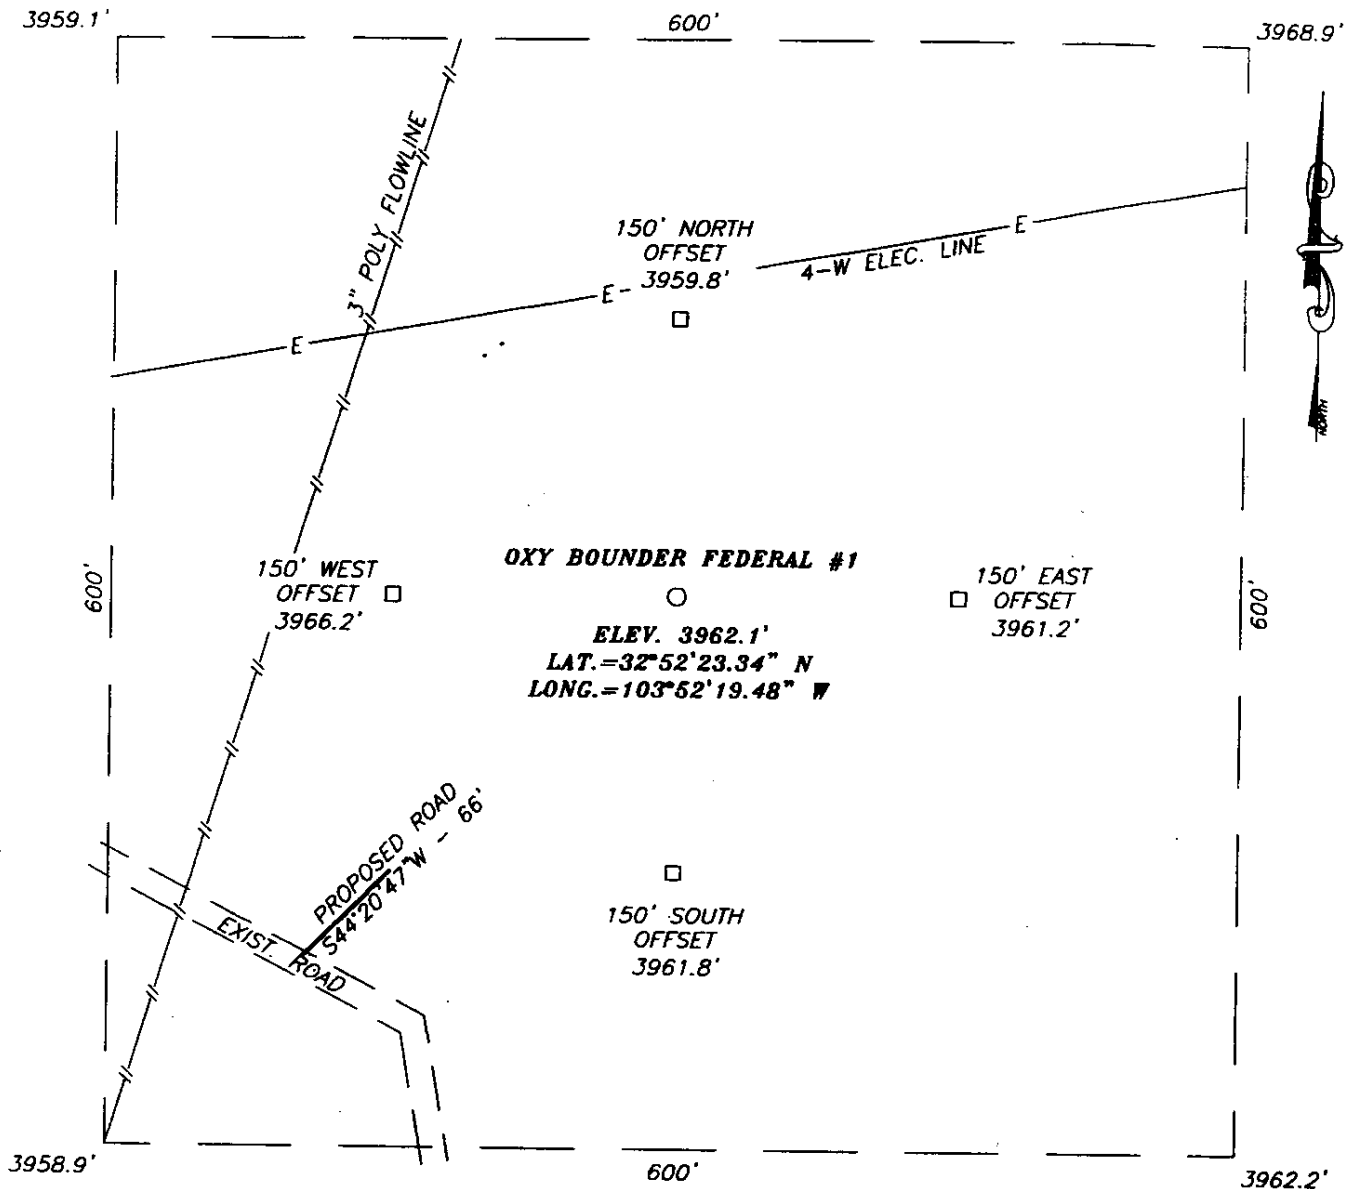 3959.1'
600'
3968.9'
3" POLY FLOWLINE
150' NORTH
OFFSET
3959.8'
E
4-W ELEC. LINE
E
E
NORTH
OXY BOUNDER FEDERAL #1
150' WEST
OFFSET
3966.2'
150' EAST
OFFSET
3961.2'
600'
600'
ELEV. 3962.1'
LAT.=32°52'23.34" N
LONG.=103°52'19.48" W
PROPOSED ROAD
S44°20'47"W - 66'
EXIST. ROAD
150' SOUTH
OFFSET
3961.8'
3958.9'
600'
3962.2'